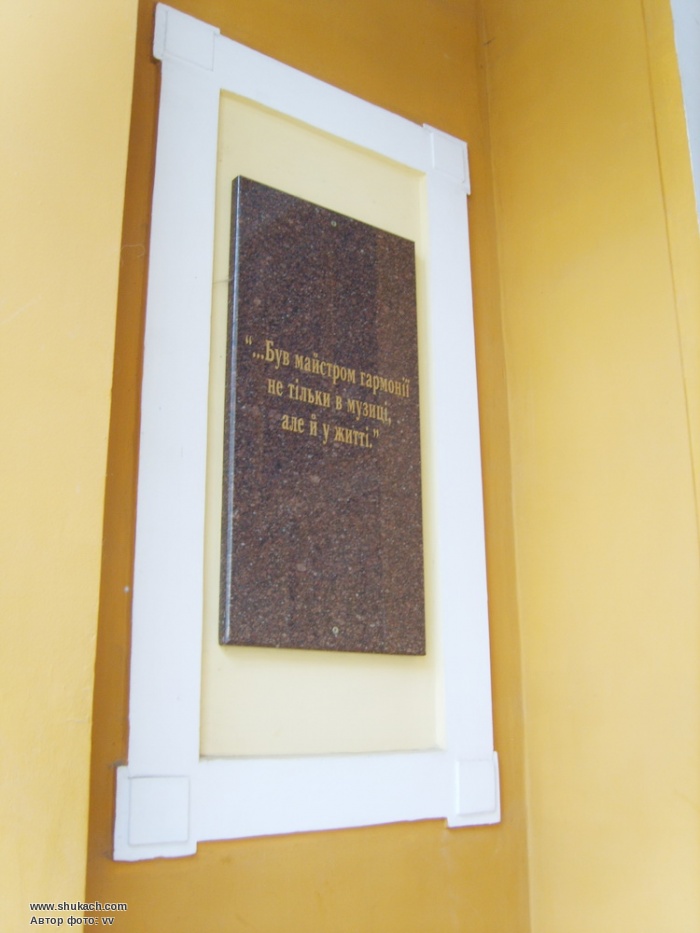 “...Був майстром гармонії
не тільки в музиці,
але й у житті.”
www.shukach.com
Автор фото: vv